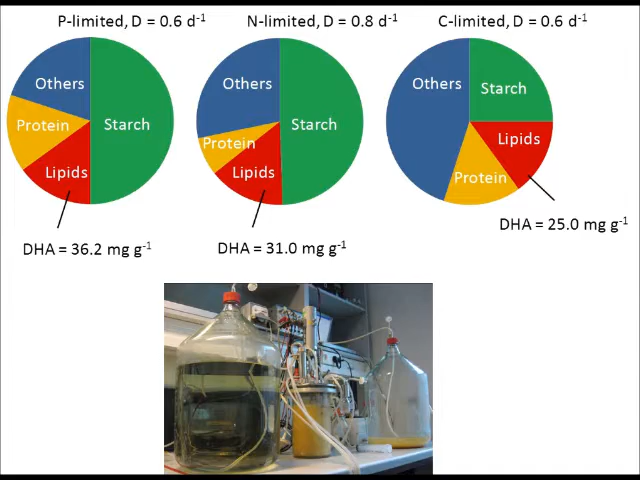 P-limited, D = 0.6 d⁻¹
N-limited, D = 0.8 d⁻¹
C-limited, D = 0.6 d⁻¹
Others
Starch
Protein
Lipids
Others
Starch
Protein
Lipids
Others
Starch
Lipids
Protein
DHA = 36.2 mg g⁻¹
DHA = 31.0 mg g⁻¹
DHA = 25.0 mg g⁻¹